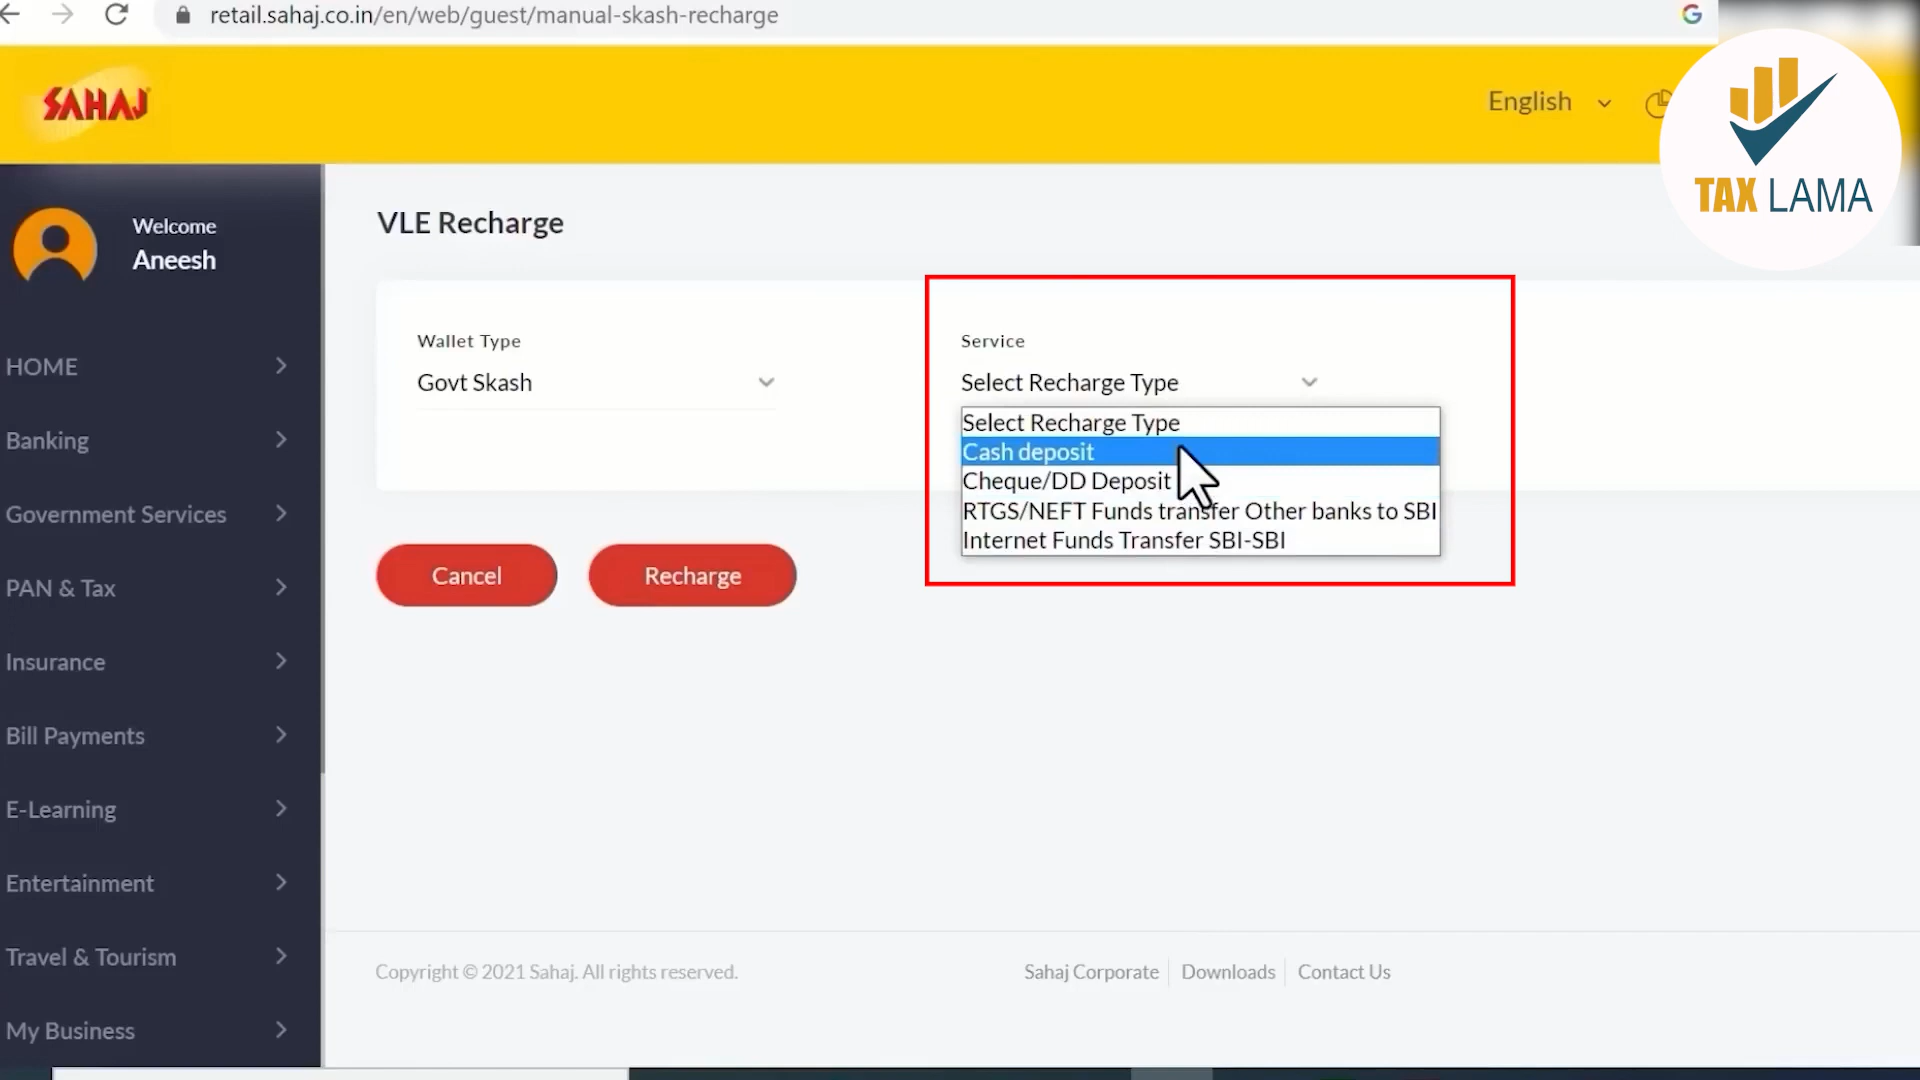 retail.sahaj.co.in/en/web/guest/manual-skash-recharge
SAHAJ
English
TAX LAMA
Welcome
Aneesh
HOME
Banking
Government Services
PAN & Tax
Insurance
Bill Payments
E-Learning
Entertainment
Travel & Tourism
My Business
VLE Recharge
Wallet Type
Govt Skash
Service
Select Recharge Type
Select Recharge Type
Cash deposit
Cheque/DD Deposit
RTGS/NEFT Funds transfer Other banks to SBI
Internet Funds Transfer SBI-SBI
Cancel
Recharge
Copyright © 2021 Sahaj. All rights reserved.
Sahaj Corporate
Downloads
Contact Us